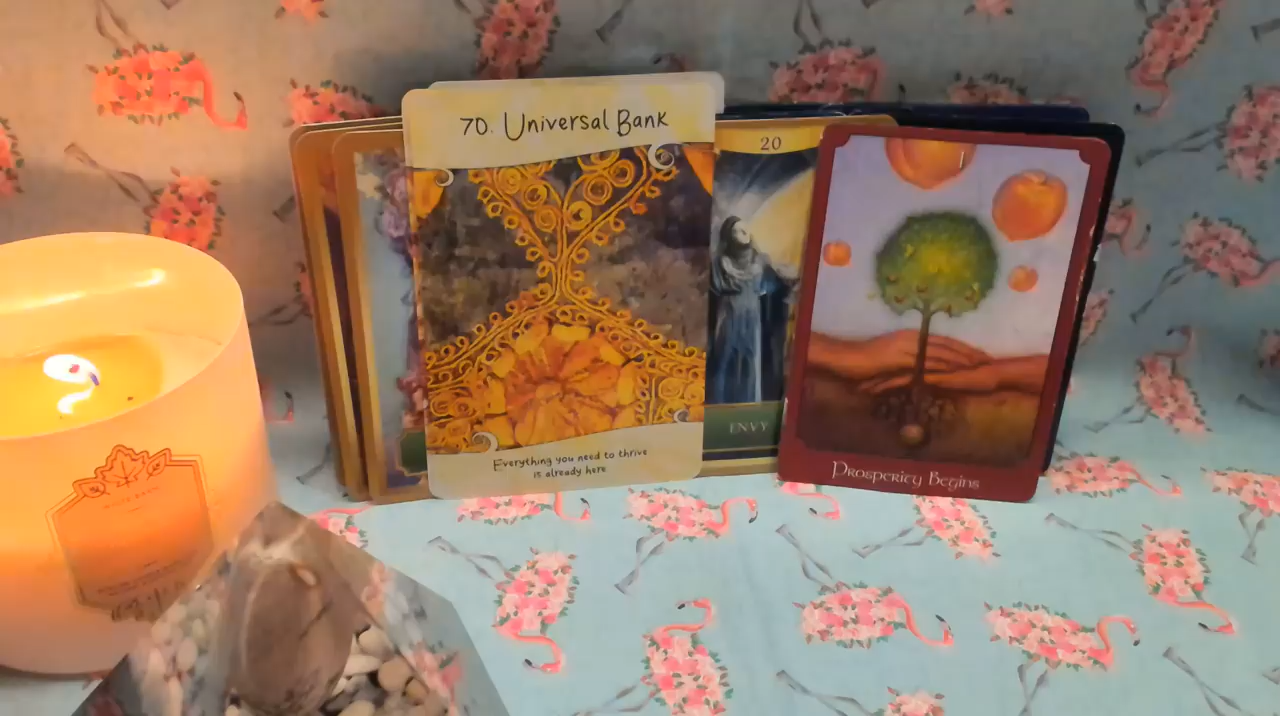 70. Universal Bank
Everything you need to thrive
is already here
20
ENVY
Prosperity Begins